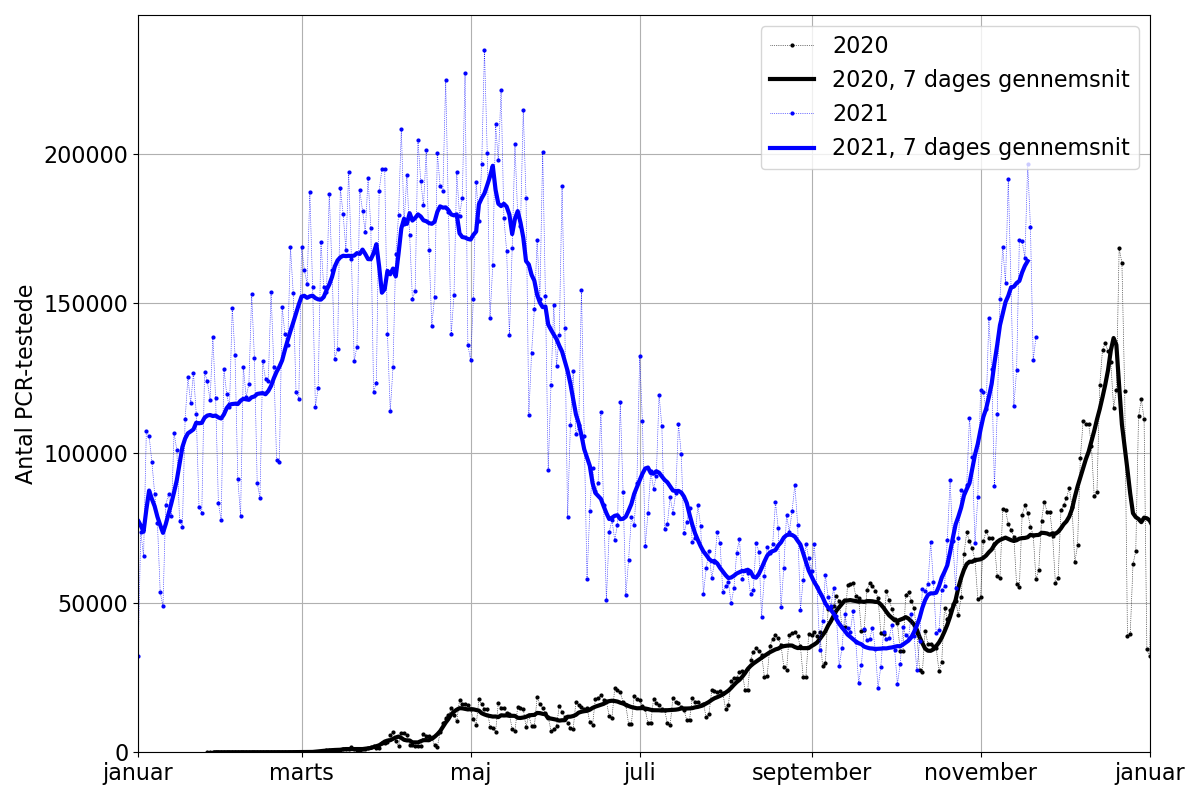 2020
2020, 7 dages gennemsnit
2021
2021, 7 dages gennemsnit
Antal PCR-testede
200000
150000
100000
50000
0
januar marts maj juli september november januar